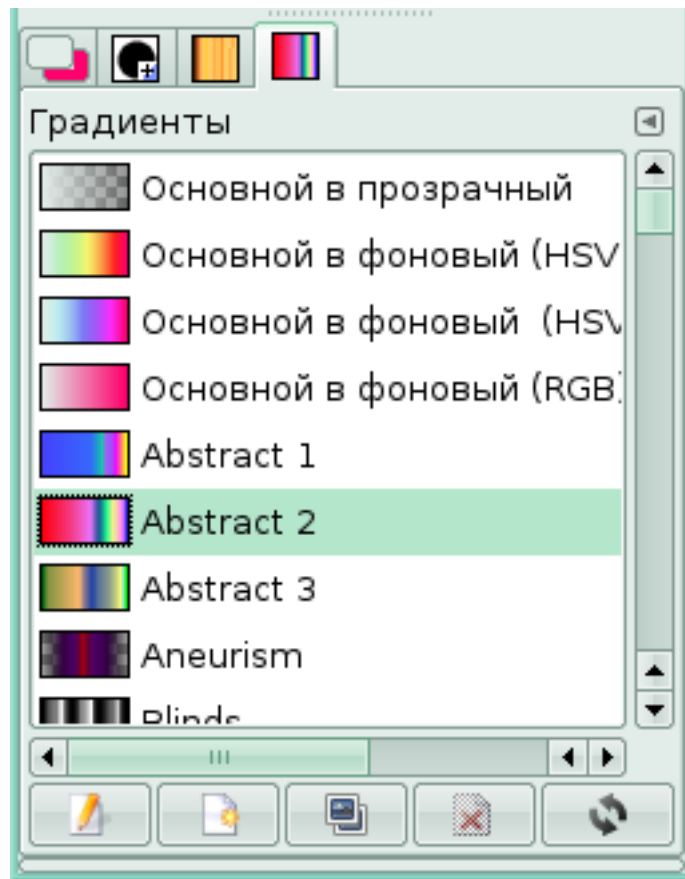 Градиенты
Основной в прозрачный
Основной в фоновый (HSV
Основной в фоновый (HSV
Основной в фоновый (RGB)
Abstract 1
Abstract 2
Abstract 3
Aneurism
Blinds